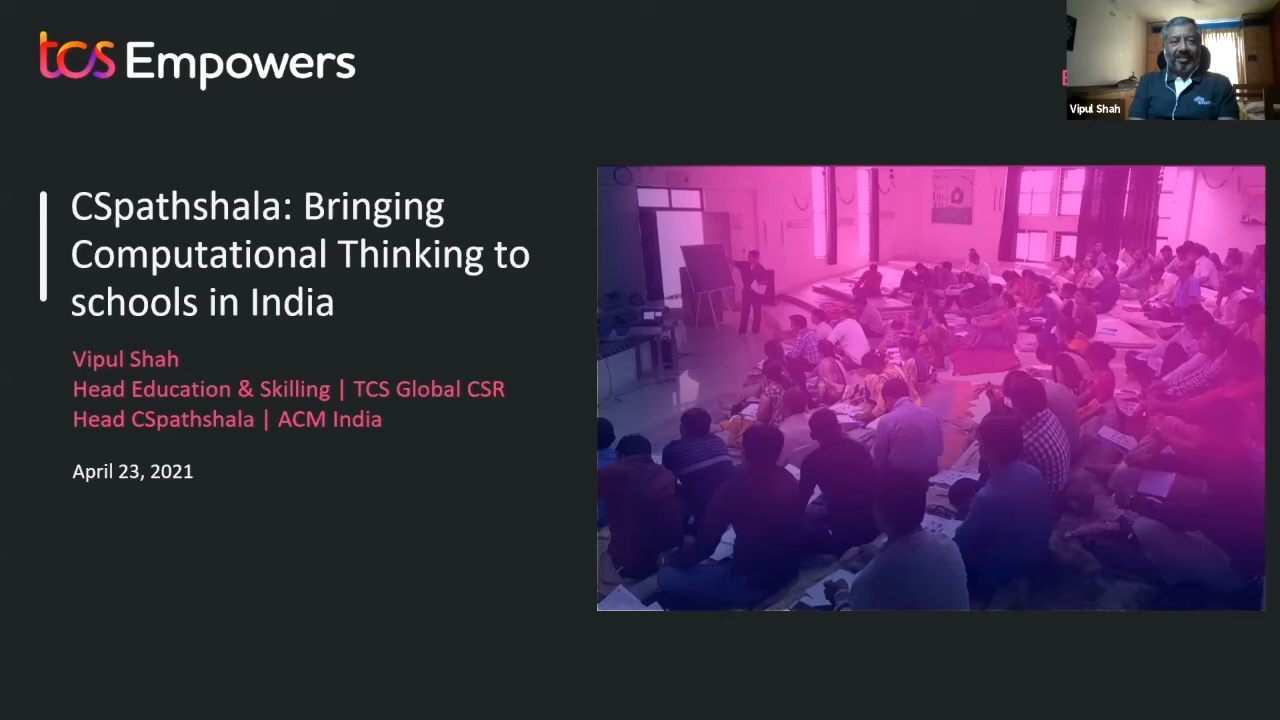 tcs Empowers
Vipul Shah
CSpathshala: Bringing
Computational Thinking to
schools in India
Vipul Shah
Head Education & Skilling | TCS Global CSR
Head CSpathshala | ACM India
April 23, 2021